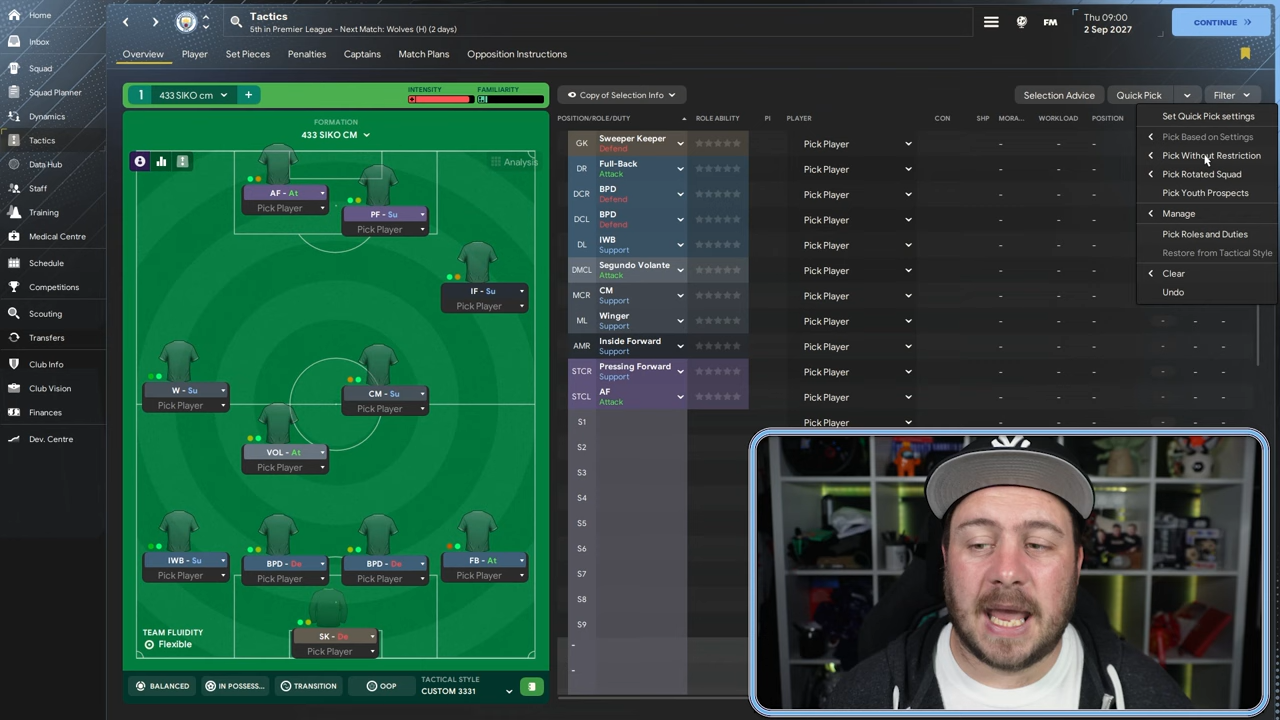 Home
Inbox
Squad
Squad Planner
Dynamics
Tactics
Data Hub
Staff
Training
Medical Centre
Schedule
Competitions
Scouting
Transfers
Club Info
Club Vision
Finances
Dev. Centre
Tactics
5th in Premier League - Next Match: Wolves (H) (2 days)
FM
Thu 09:00
2 Sep 2027
CONTINUE
Overview
Player
Set Pieces
Penalties
Captains
Match Plans
Opposition Instructions
1 433 SIKO cm +
INTENSITY
FAMILIARITY
FORMATION
433 SIKO CM
Analysis
AF - At
Pick Player
PF - Su
Pick Player
IF - Su
Pick Player
W - Su
Pick Player
CM - Su
Pick Player
VOL - At
Pick Player
IWB - Su
Pick Player
BPD - De
Pick Player
BPD - De
Pick Player
FB - At
Pick Player
SK - De
Pick Player
TEAM FLUIDITY
Flexible
BALANCED
IN POSSESS...
TRANSITION
OOP
TACTICAL STYLE
CUSTOM 3331
Copy of Selection Info
Selection Advice
Quick Pick
Filter
POSITION/ROLE/DUTY ROLE ABILITY PI PLAYER CON SHP MORA... WORKLOAD POSITION
GK Sweeper Keeper Defend Pick Player - - - -
DR Full-Back Attack Pick Player - - - -
DCR BPD Defend Pick Player - - - -
DCL BPD Defend Pick Player - - - -
DL IWB Support Pick Player - - - -
DMCL Segundo Volante Attack Pick Player - - - -
MCR CM Support Pick Player - - - -
ML Winger Support Pick Player - - - - - - -
AMR Inside Forward Support Pick Player - - - - - - -
STCR Pressing Forward Support Pick Player - - - - - - -
STCL AF Attack Pick Player - - - - - - -
S1 Pick Player - - - - - - -
S2
S3
S4
S5
S6
S7
S8
S9
-
-
Set Quick Pick settings
Pick Based on Settings
Pick Without Restriction
Pick Rotated Squad
Pick Youth Prospects
Manage
Pick Roles and Duties
Restore from Tactical Style
Clear
Undo